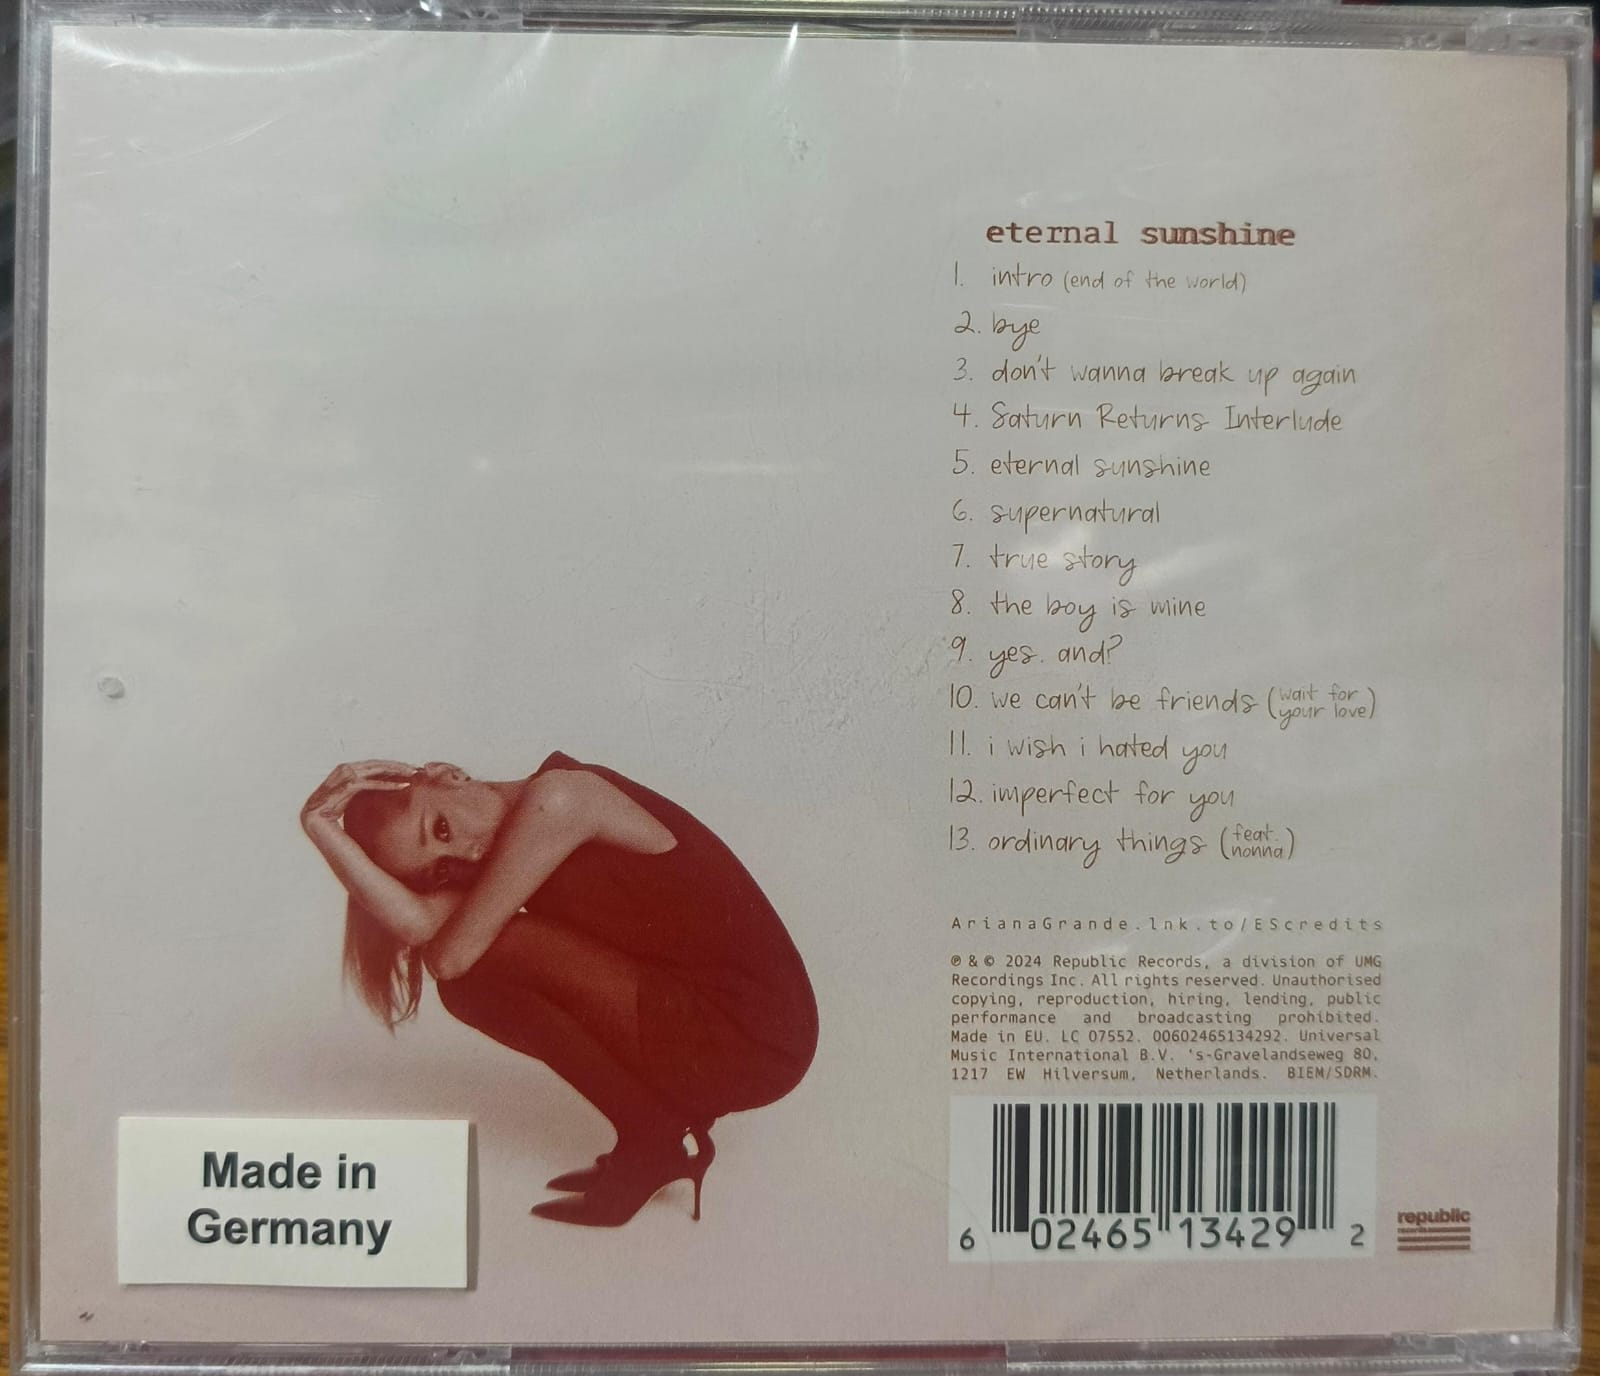 eternal sunshine
1. intro (end of the world)
2. bye
3. don't wanna break up again
4. Saturn Returns Interlude
5. eternal sunshine
6. supernatural
7. true story
8. the boy is mine
9. yes, and?
10. we can't be friends (wait for your love)
11. i wish i hated you
12. imperfect for you
13. ordinary things (feat. nonna)
ArianaGrande.lnk.to/EScredits
℗ & © 2024 Republic Records, a division of UMG
Recordings Inc. All rights reserved. Unauthorised
copying, reproduction, hiring, lending, public
performance and broadcasting prohibited.
Made in EU. LC 07552. 00602465134292. Universal
Music International B.V. 's-Gravelandseweg 80,
1217 EW Hilversum, Netherlands. BIEM/SDRM.
6 02465 13429 2
republic
records
Made in
Germany